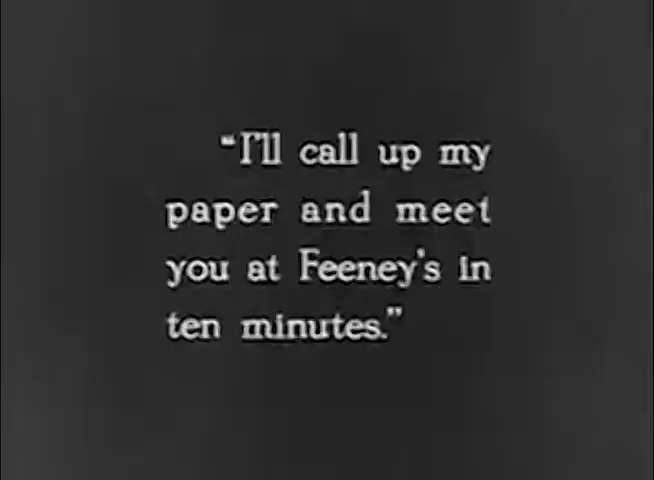 "I'll call up my
paper and meet
you at Feeney's in
ten minutes."